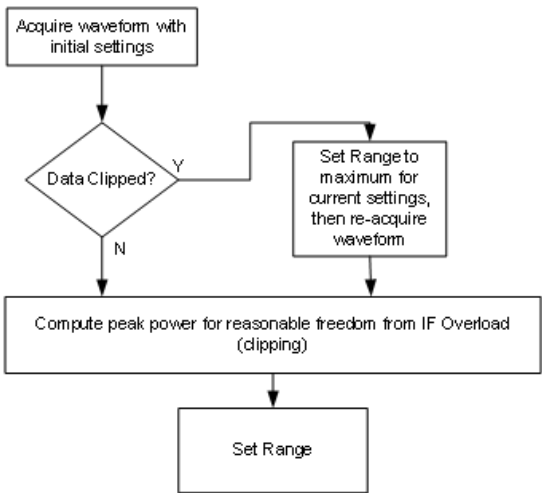 Acquire waveform with
initial settings
Data Clipped?
Y
Set Range to
maximum for
current settings,
then re-acquire
waveform
N
Compute peak power for reasonable freedom from IF Overload
(clipping)
Set Range